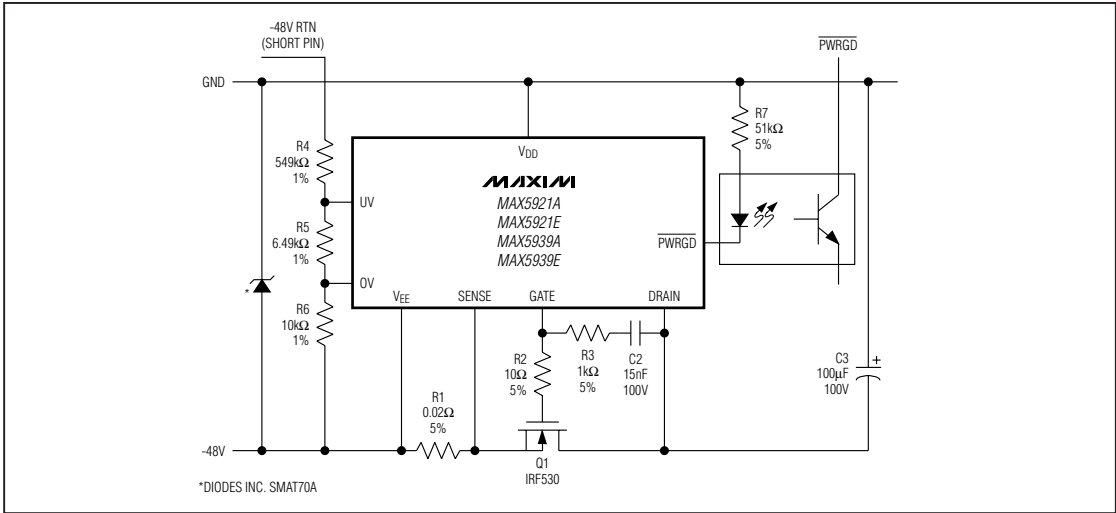 -48V RTN
(SHORT PIN)
PWRGD
GND
R7
51kΩ
5%
R4
549kΩ
1%
VDD
MAXIM
MAX5921A
MAX5921E
MAX5939A
MAX5939E
UV
R5
6.49kΩ
1%
PWRGD
OV
*
R6
10kΩ
1%
VEE
SENSE
GATE
DRAIN
R2
10Ω
5%
R3
1kΩ
5%
C2
15nF
100V
C3
100μF
100V
+
R1
0.02Ω
5%
-48V
Q1
IRF530
*DIODES INC. SMAT70A